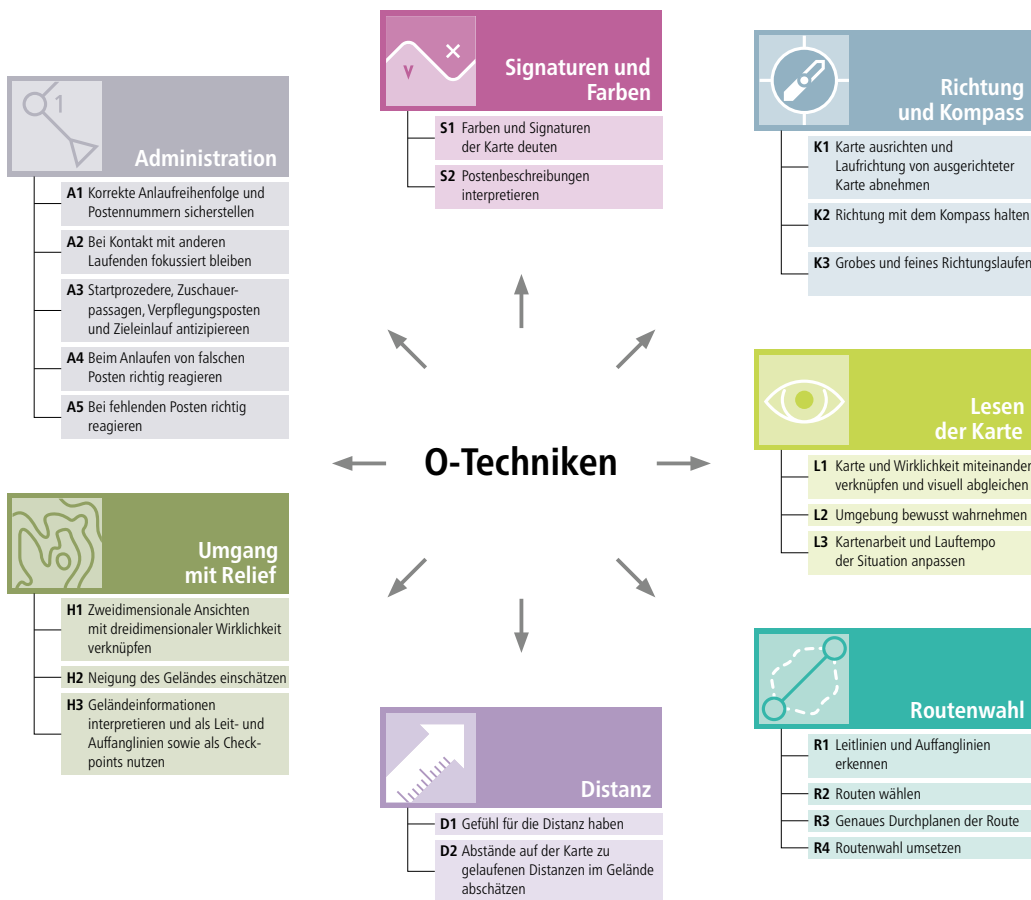 Signaturen und
Farben
S1 Farben und Signaturen
der Karte deuten
S2 Postenbeschreibungen
interpretieren
Richtung
und Kompass
K1 Karte ausrichten und
Laufrichtung von ausgerichteter
Karte abnehmen
K2 Richtung mit dem Kompass halten
K3 Grobes und feines Richtungslaufen
1
Administration
A1 Korrekte Anlaufreihenfolge und
Postennummern sicherstellen
A2 Bei Kontakt mit anderen
Laufenden fokussiert bleiben
A3 Startprozedere, Zuschauer-
passagen, Verpflegungsposten
und Zieleinlauf antizipiereen
A4 Beim Anlaufen von falschen
Posten richtig reagieren
A5 Bei fehlenden Posten richtig
reagieren
O-Techniken
Lesen
der Karte
L1 Karte und Wirklichkeit miteinander
verknüpfen und visuell abgleichen
L2 Umgebung bewusst wahrnehmen
L3 Kartenarbeit und Lauftempo
der Situation anpassen
Umgang
mit Relief
H1 Zweidimensionale Ansichten
mit dreidimensionaler Wirklichkeit
verknüpfen
H2 Neigung des Geländes einschätzen
H3 Geländeinformationen
interpretieren und als Leit- und
Auffanglinien sowie als Check-
points nutzen
Distanz
D1 Gefühl für die Distanz haben
D2 Abstände auf der Karte zu
gelaufenen Distanzen im Gelände
abschätzen
Routenwahl
R1 Leitlinien und Auffanglinien
erkennen
R2 Routen wählen
R3 Genaues Durchplanen der Route
R4 Routenwahl umsetzen